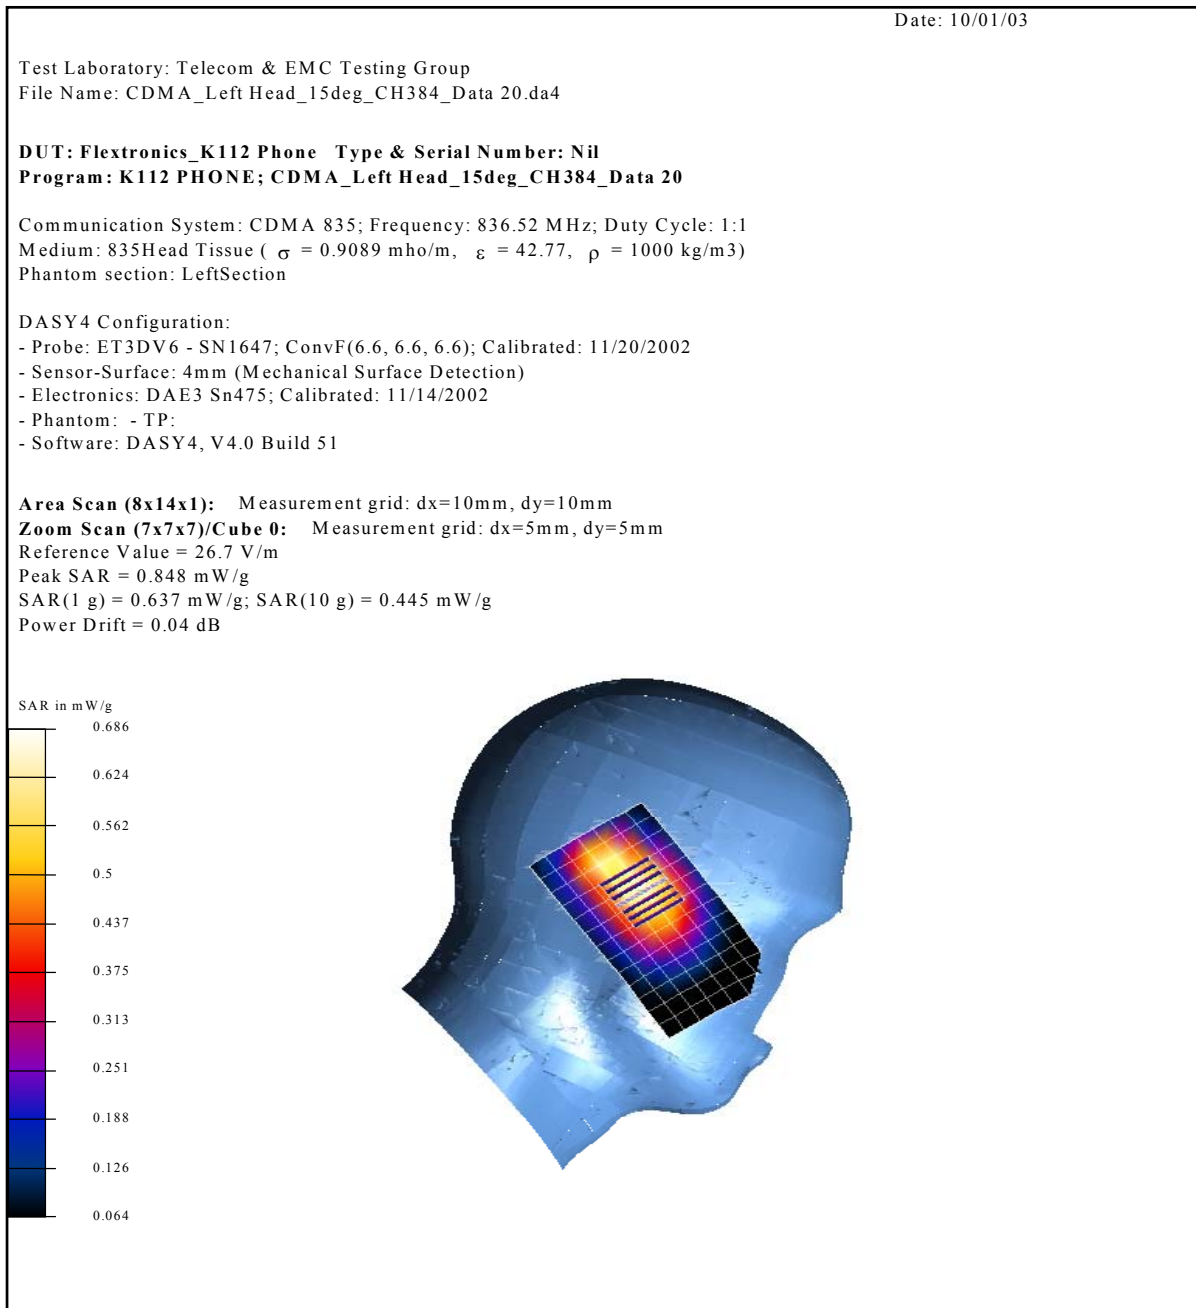 Date: 10/01/03
Test Laboratory: Telecom & EMC Testing Group
File Name: CDMA_Left Head_15deg_CH384_Data 20.da4
DUT: Flextronics_K112 Phone Type & Serial Number: Nil
Program: K112 PHONE; CDMA_Left Head_15deg_CH384_Data 20
Communication System: CDMA 835; Frequency: 836.52 MHz; Duty Cycle: 1:1
Medium: 835Head Tissue ( σ = 0.9089 mho/m, ε = 42.77, ρ = 1000 kg/m3)
Phantom section: LeftSection
DASY4 Configuration:
- Probe: ET3DV6 - SN1647; ConvF(6.6, 6.6, 6.6); Calibrated: 11/20/2002
- Sensor-Surface: 4mm (Mechanical Surface Detection)
- Electronics: DAE3 Sn475; Calibrated: 11/14/2002
- Phantom: - TP:
- Software: DASY4, V4.0 Build 51
Area Scan (8x14x1): Measurement grid: dx=10mm, dy=10mm
Zoom Scan (7x7x7)/Cube 0: Measurement grid: dx=5mm, dy=5mm
Reference Value = 26.7 V/m
Peak SAR = 0.848 mW/g
SAR(1 g) = 0.637 mW/g; SAR(10 g) = 0.445 mW/g
Power Drift = 0.04 dB
SAR in mW/g
0.686
0.624
0.562
0.5
0.437
0.375
0.313
0.251
0.188
0.126
0.064